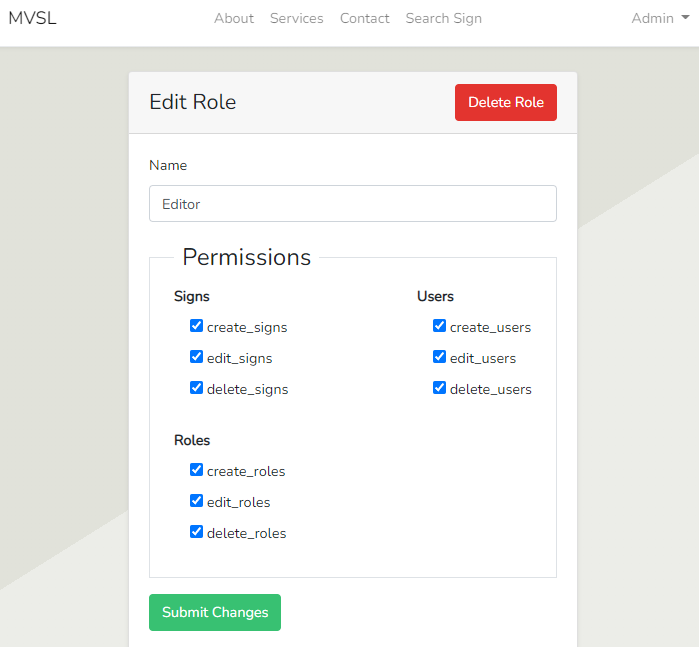 MVSL About Services Contact Search Sign Admin
Edit Role Delete Role
Name
Editor
Permissions
Signs Users
create_signs create_users
edit_signs edit_users
delete_signs delete_users
Roles
create_roles
edit_roles
delete_roles
Submit Changes